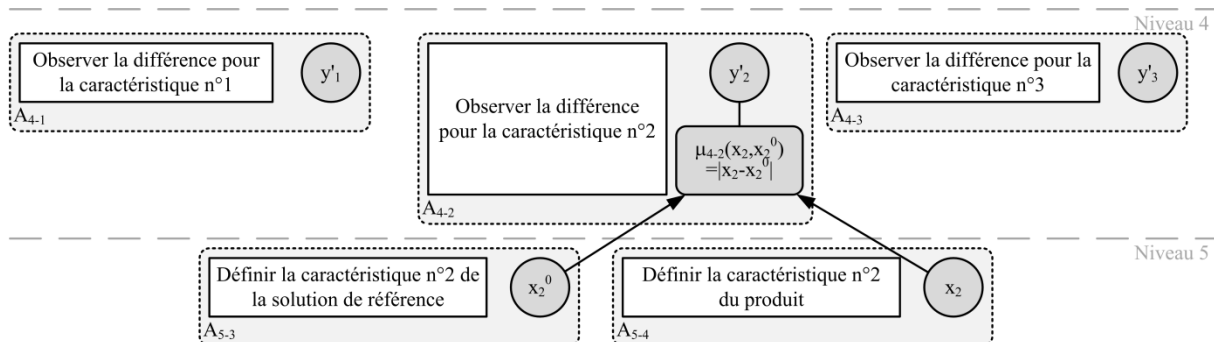 Niveau 4
Observer la différence pour
la caractéristique n°1
y'₁
A₄₋₁
Observer la différence
pour la caractéristique n°2
y'₂
μ₄₋₂(x₂,x₂⁰)
=|x₂-x₂⁰|
A₄₋₂
Observer la différence pour la
caractéristique n°3
y'₃
A₄₋₃
Niveau 5
Définir la caractéristique n°2 de
la solution de référence
x₂⁰
A₅₋₃
Définir la caractéristique n°2
du produit
x₂
A₅₋₄